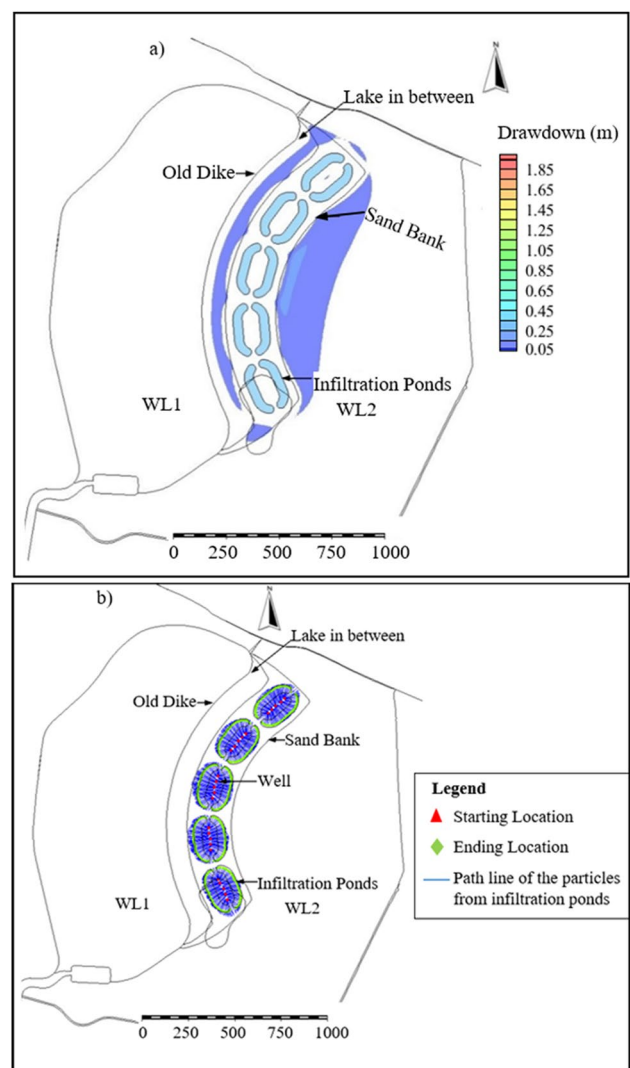 a)
N
Lake in between
Old Dike
Sand Bank
Infiltration Ponds
WL1
WL2
Drawdown (m)
1.85
1.65
1.45
1.25
1.05
0.85
0.65
0.45
0.25
0.05
0 250 500 750 1000
b)
N
Lake in between
Old Dike
Sand Bank
Well
Infiltration Ponds
WL1
WL2
Legend
Starting Location
Ending Location
Path line of the particles
from infiltration ponds
0 250 500 750 1000